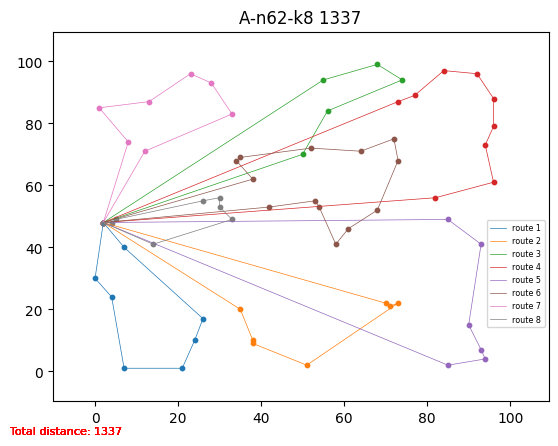 A-n62-k8 1337
100
80
60
40
20
0
0 20 40 60 80 100
route 1
route 2
route 3
route 4
route 5
route 6
route 7
route 8
Total distance: 1337